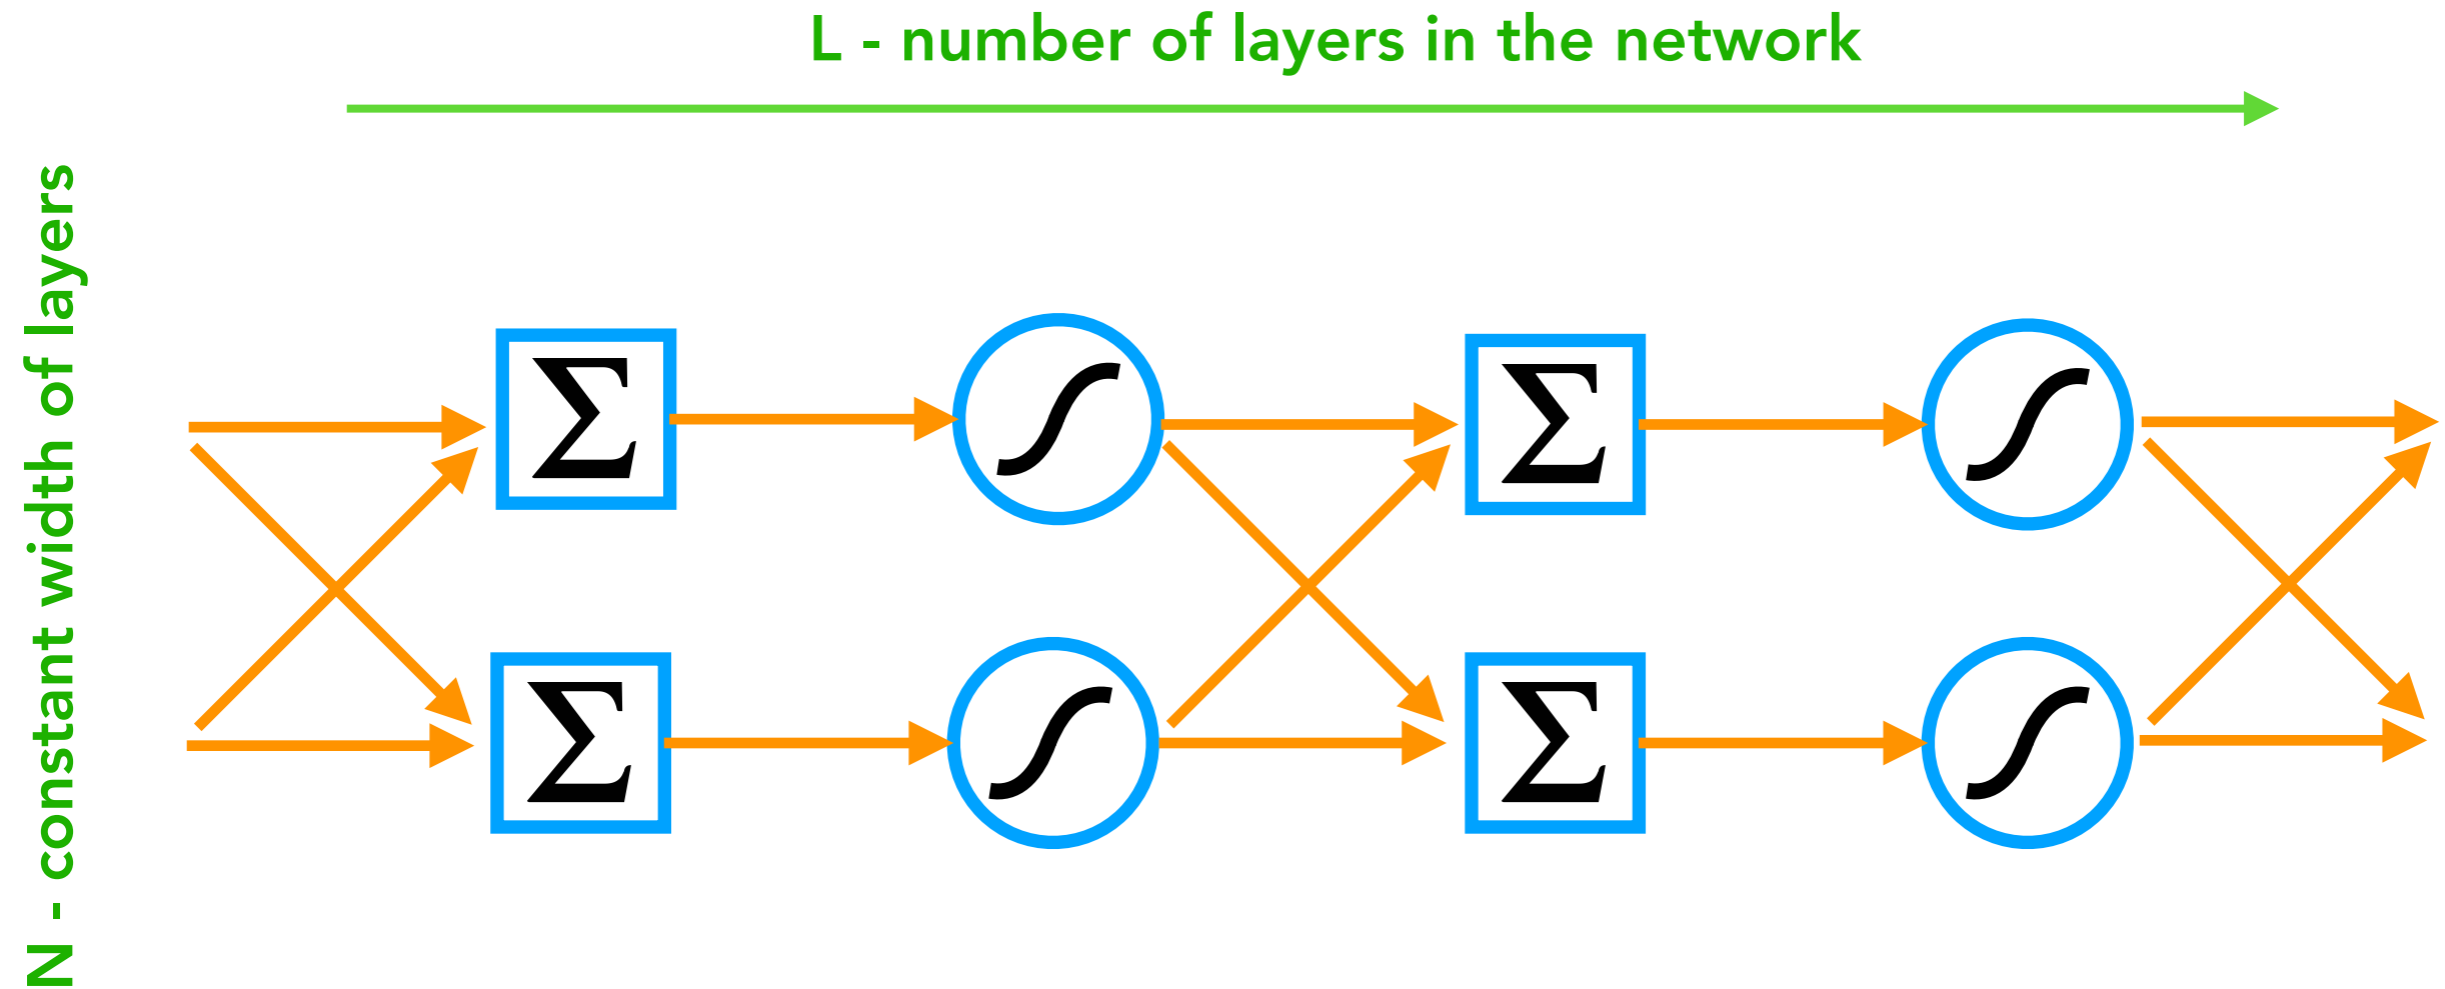 L - number of layers in the network
N - constant width of layers
Σ
Σ
Σ
Σ